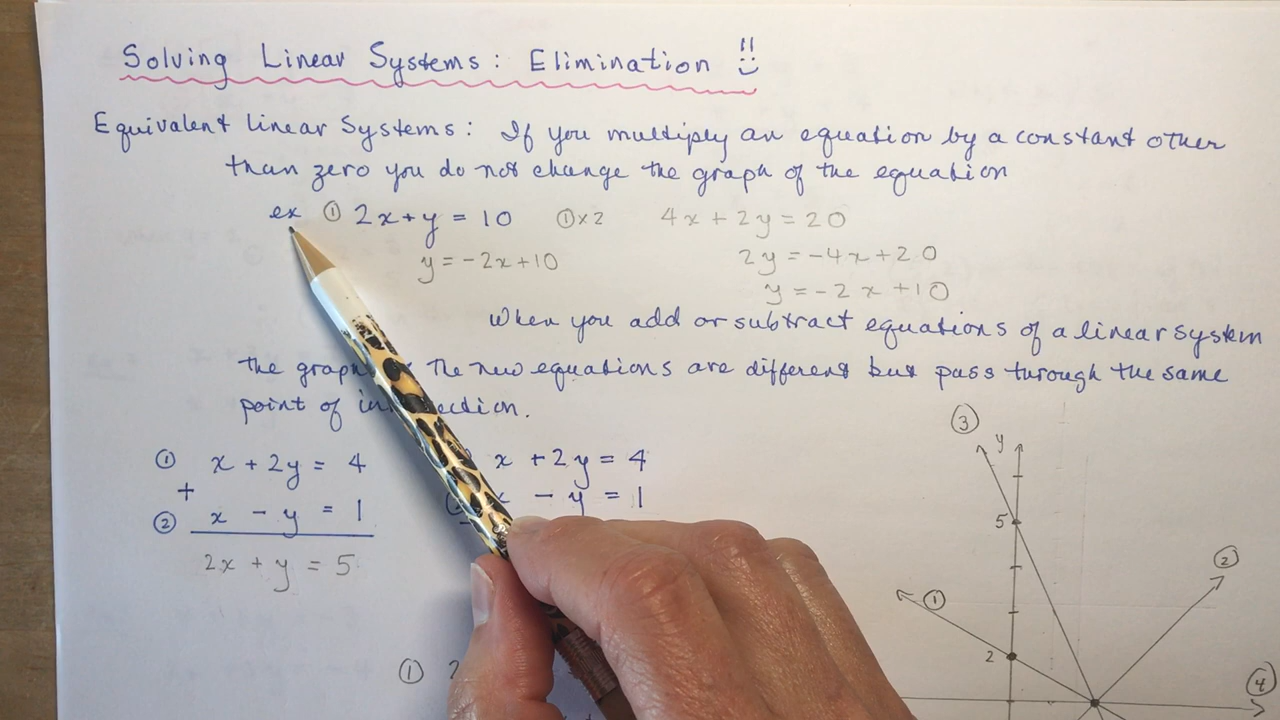 Solving Linear Systems: Elimination
Equivalent linear Systems: If you multiply an equation by a constant other
than zero you do not change the graph of the equation
ex ① 2x+y = 10 ①×2 4x + 2y = 20
y = -2x+10 2y = -4x+20
y = -2x+10
When you add or subtract equations of a linear system
the the new equations are different but pass through the same
point of
① x + 2y = 4 x + 2y = 4
+
② x - y = 1 - y = 1
2x + y = 5
③
y
5
②
①
2
④
①